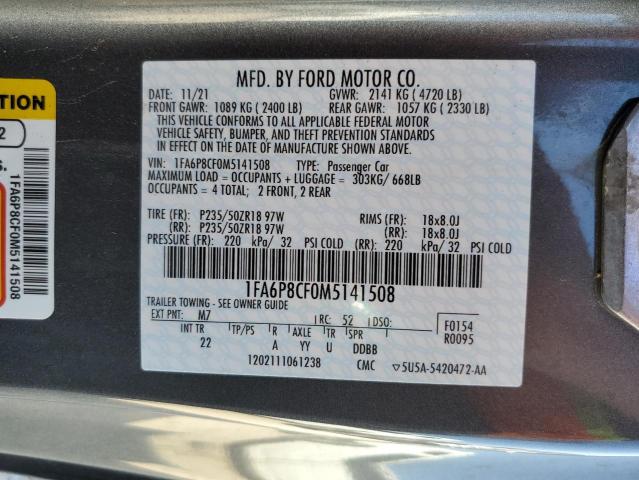 MFD. BY FORD MOTOR CO.
DATE: 11/21 GVWR: 2141 KG ( 4720 LB)
FRONT GAWR: 1089 KG ( 2400 LB) REAR GAWR: 1057 KG ( 2330 LB)
THIS VEHICLE CONFORMS TO ALL APPLICABLE FEDERAL MOTOR
VEHICLE SAFETY, BUMPER, AND THEFT PREVENTION STANDARDS
IN EFFECT ON THE DATE OF MANUFACTURE SHOWN ABOVE.
VIN: 1FA6P8CF0M5141508 TYPE: Passenger Car
MAXIMUM LOAD = OCCUPANTS + LUGGAGE = 303KG/ 668LB
OCCUPANTS = 4 TOTAL; 2 FRONT, 2 REAR
TIRE (FR): P235/50ZR18 97W RIMS (FR): 18x8.0J
(RR): P235/50ZR18 97W (RR): 18x8.0J
PRESSURE (FR): 220 kPa/ 32 PSI COLD (RR): 220 kPa/ 32 PSI COLD
1FA6P8CF0M5141508
TRAILER TOWING - SEE OWNER GUIDE
EXT PNT: M7 RC: 52 DSO: F0154
INT TR TP/PS R AXLE TR SPR R0095
22 A YY U DDBB
1202111061238 CMC 5U5A-5420472-AA
TION
2
s.
1FA6P8CF0M5141508